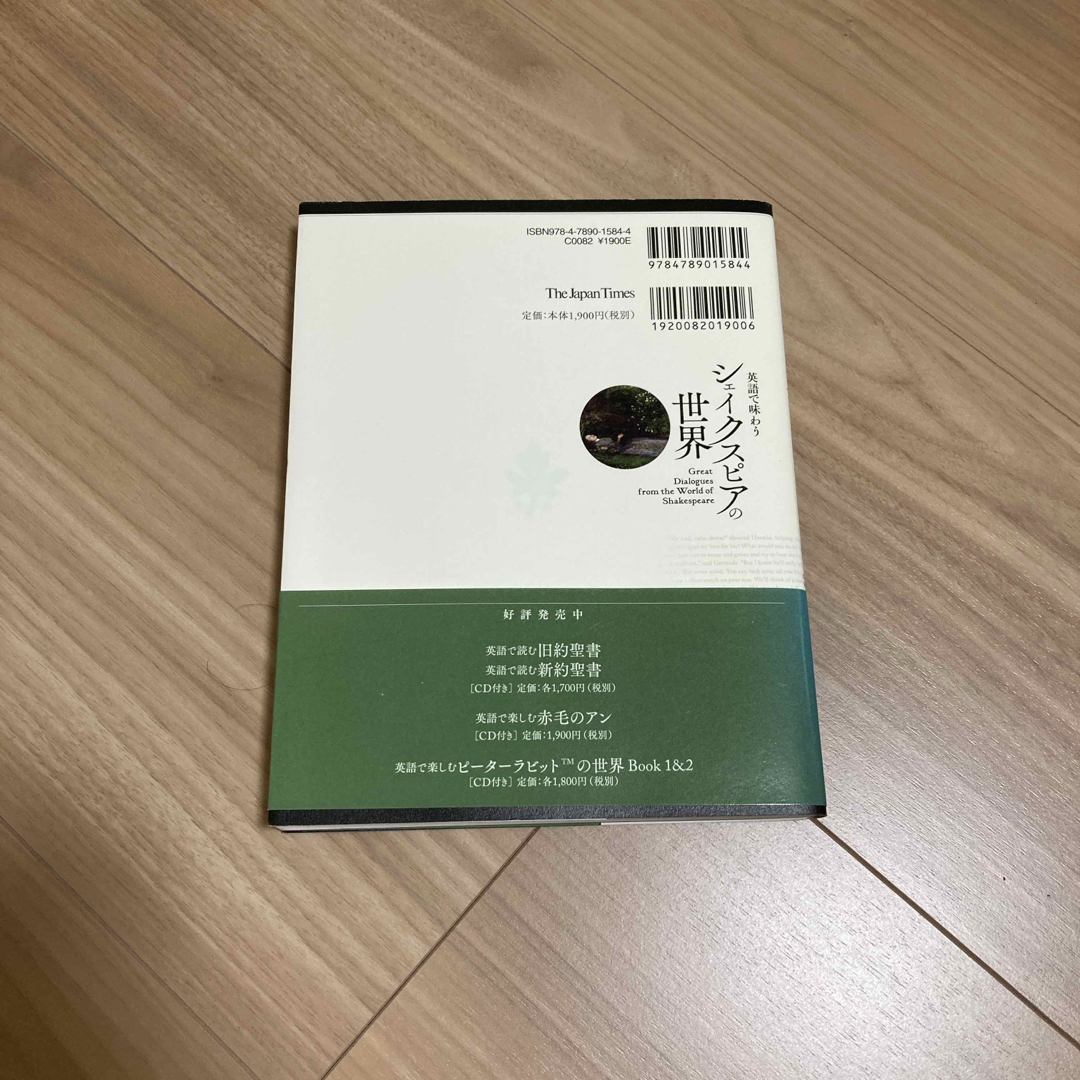 ISBN978-4-7890-1584-4
C0082 ¥1900E
9784789015844
The Japan Times
定価：本体1,900円（税別）
1920082019006
英語で味わう
シェイクスピアの
世界
Great
Dialogues
from the World of
Shakespeare
好評発売中
英語で読む旧約聖書
英語で読む新約聖書
［CD付き］定価：各1,700円（税別）
英語で楽しむ赤毛のアン
［CD付き］定価：1,900円（税別）
英語で楽しむピーターラビット™の世界 Book 1&2
［CD付き］定価：各1,800円（税別）